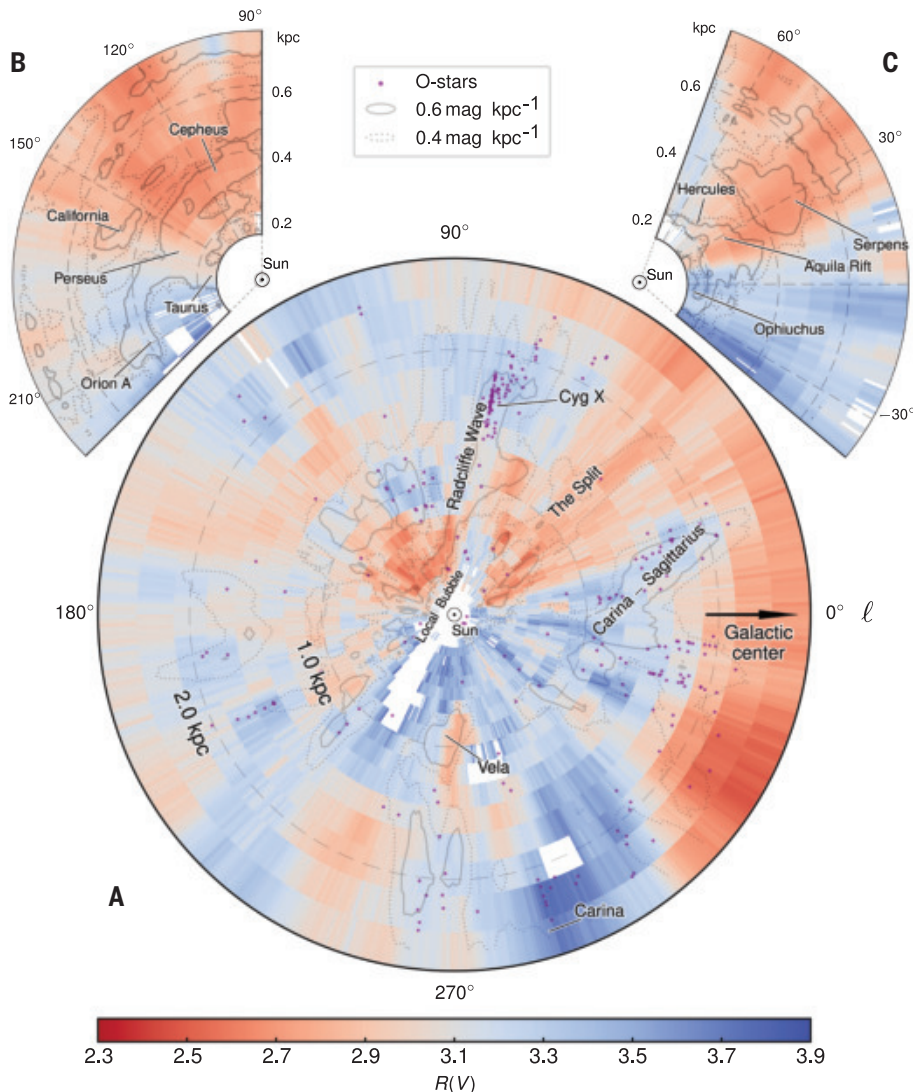 B
90°
120°
150°
210°
kpc
0.6
0.4
0.2
Cepheus
California
Perseus
Taurus
Orion A
Sun
O-stars
0.6 mag kpc⁻¹
0.4 mag kpc⁻¹
C
kpc
60°
30°
−30°
0.6
0.4
0.2
Hercules
Serpens
Aquila Rift
Ophiuchus
Sun
90°
Cyg X
Radcliffe Wave
The Split
Carina – Sagittarius
Local Bubble
Sun
180°
0° ℓ
Galactic
center
1.0 kpc
2.0 kpc
Vela
Carina
A
270°
2.3 2.5 2.7 2.9 3.1 3.3 3.5 3.7 3.9
R(V)